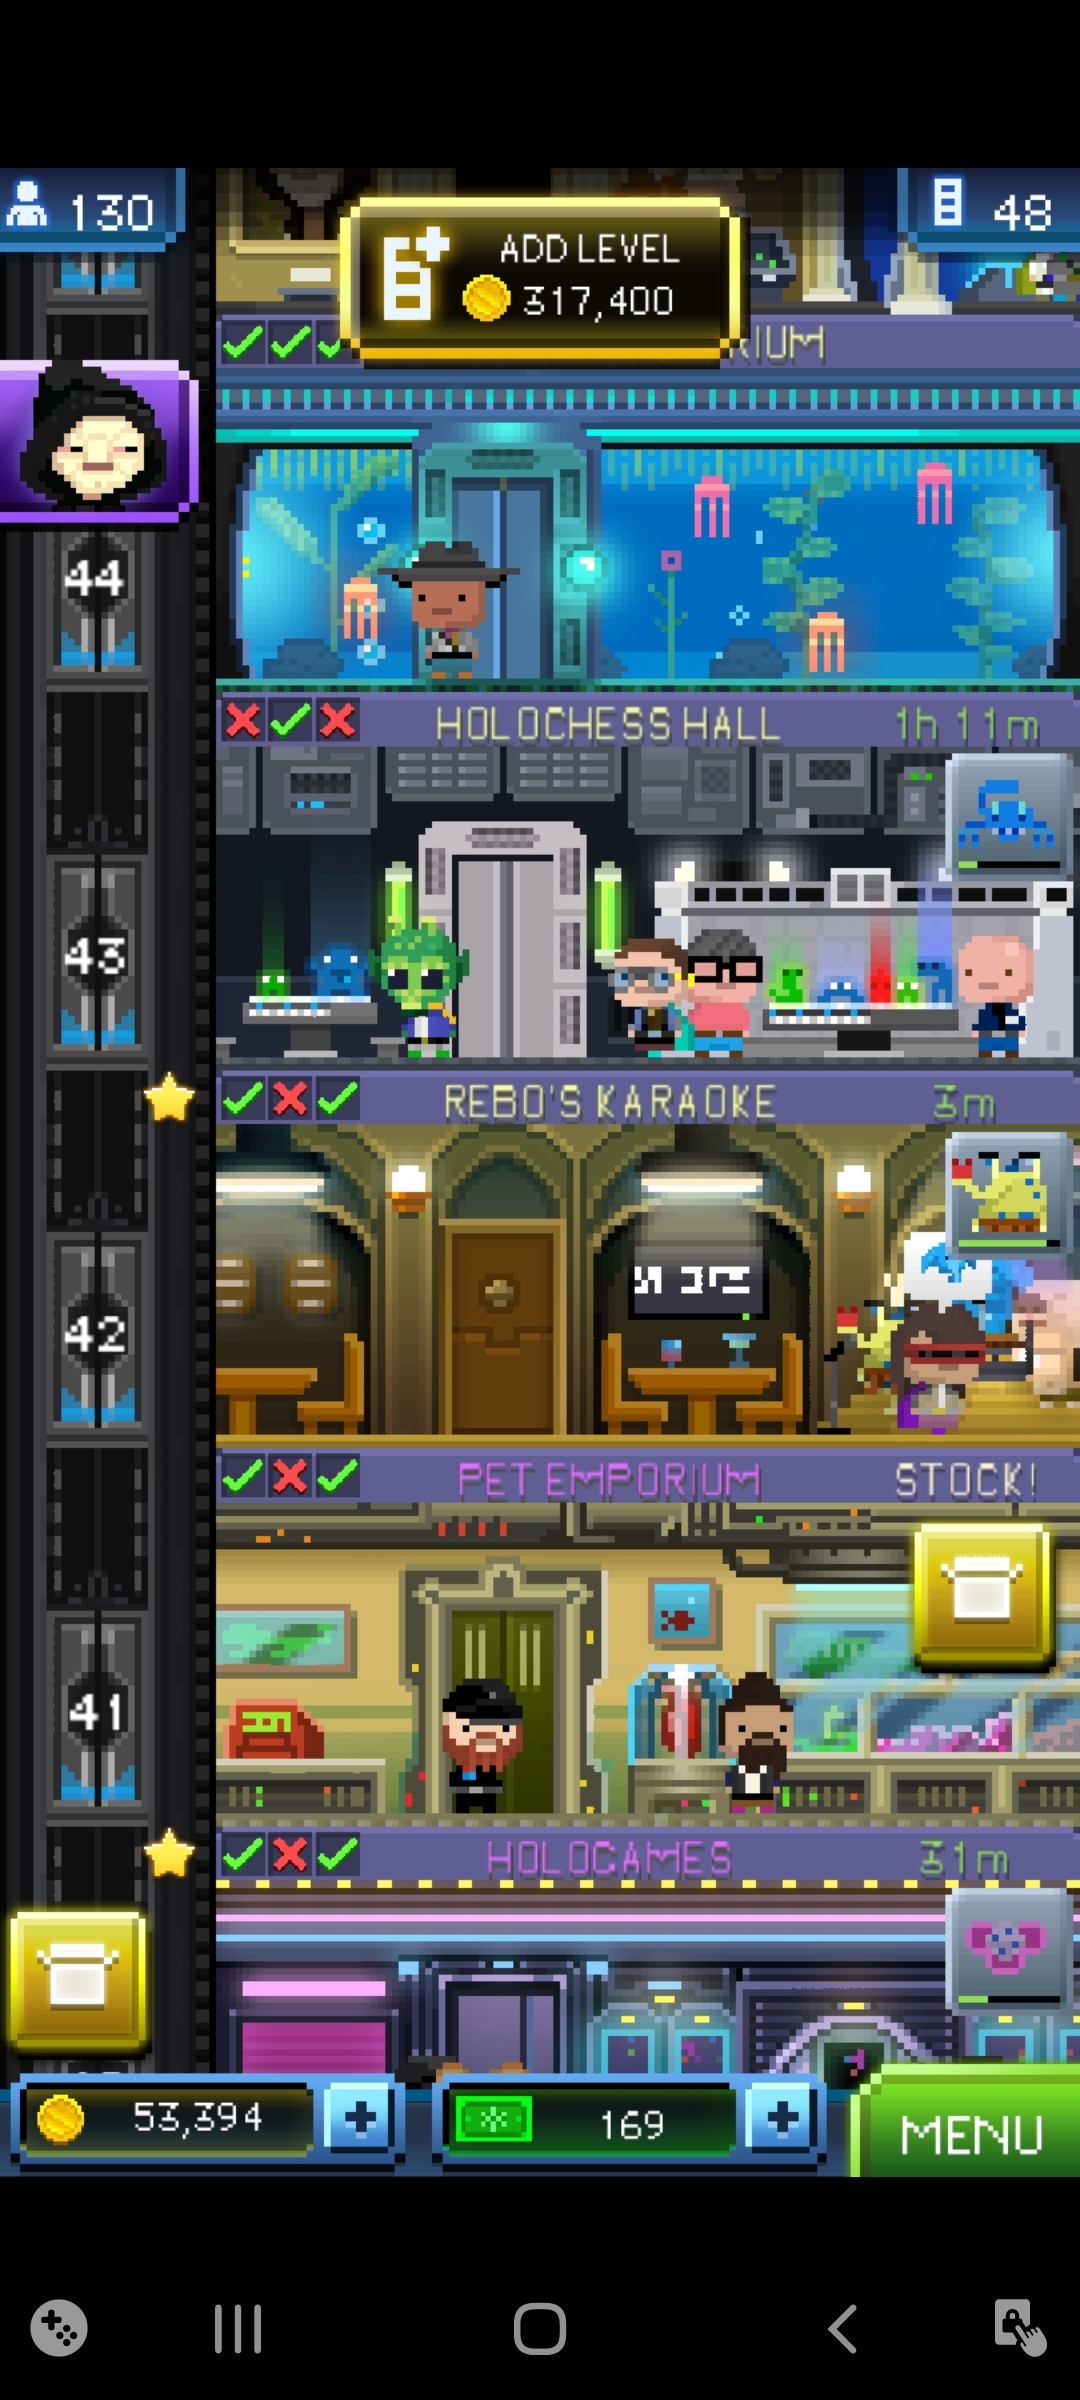 130
48
ADD LEVEL
317,400
RIUM
44
HOLOCHESS HALL 1h 11m
43
REBO'S KARAOKE 3m
42
PET EMPORIUM STOCK!
41
HOLOGAMES 31m
53,394
169
MENU